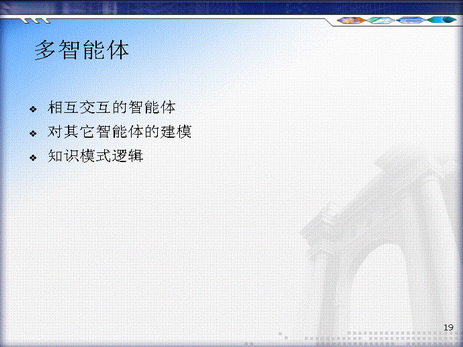 多智能体
相互交互的智能体
对其它智能体的建模
知识模式逻辑
19